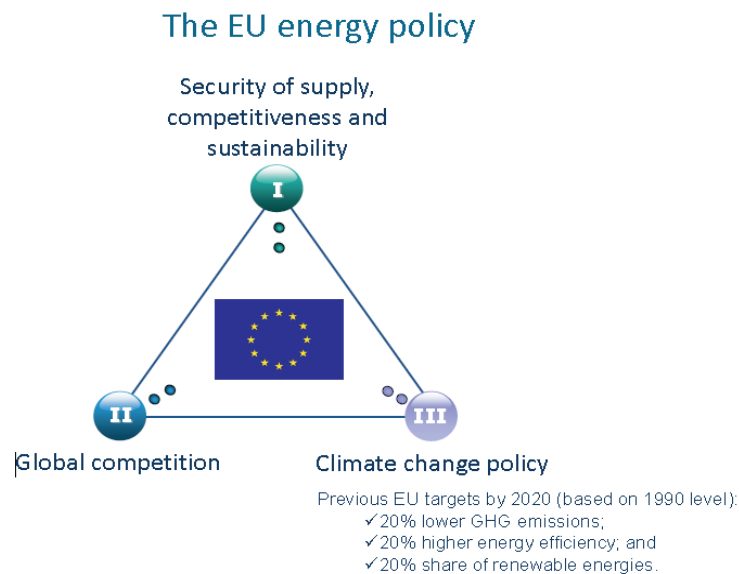 The EU energy policy
Security of supply,
competitiveness and
sustainability
I
II
III
Global competition
Climate change policy
Previous EU targets by 2020 (based on 1990 level):
✓20% lower GHG emissions;
✓20% higher energy efficiency; and
✓20% share of renewable energies.